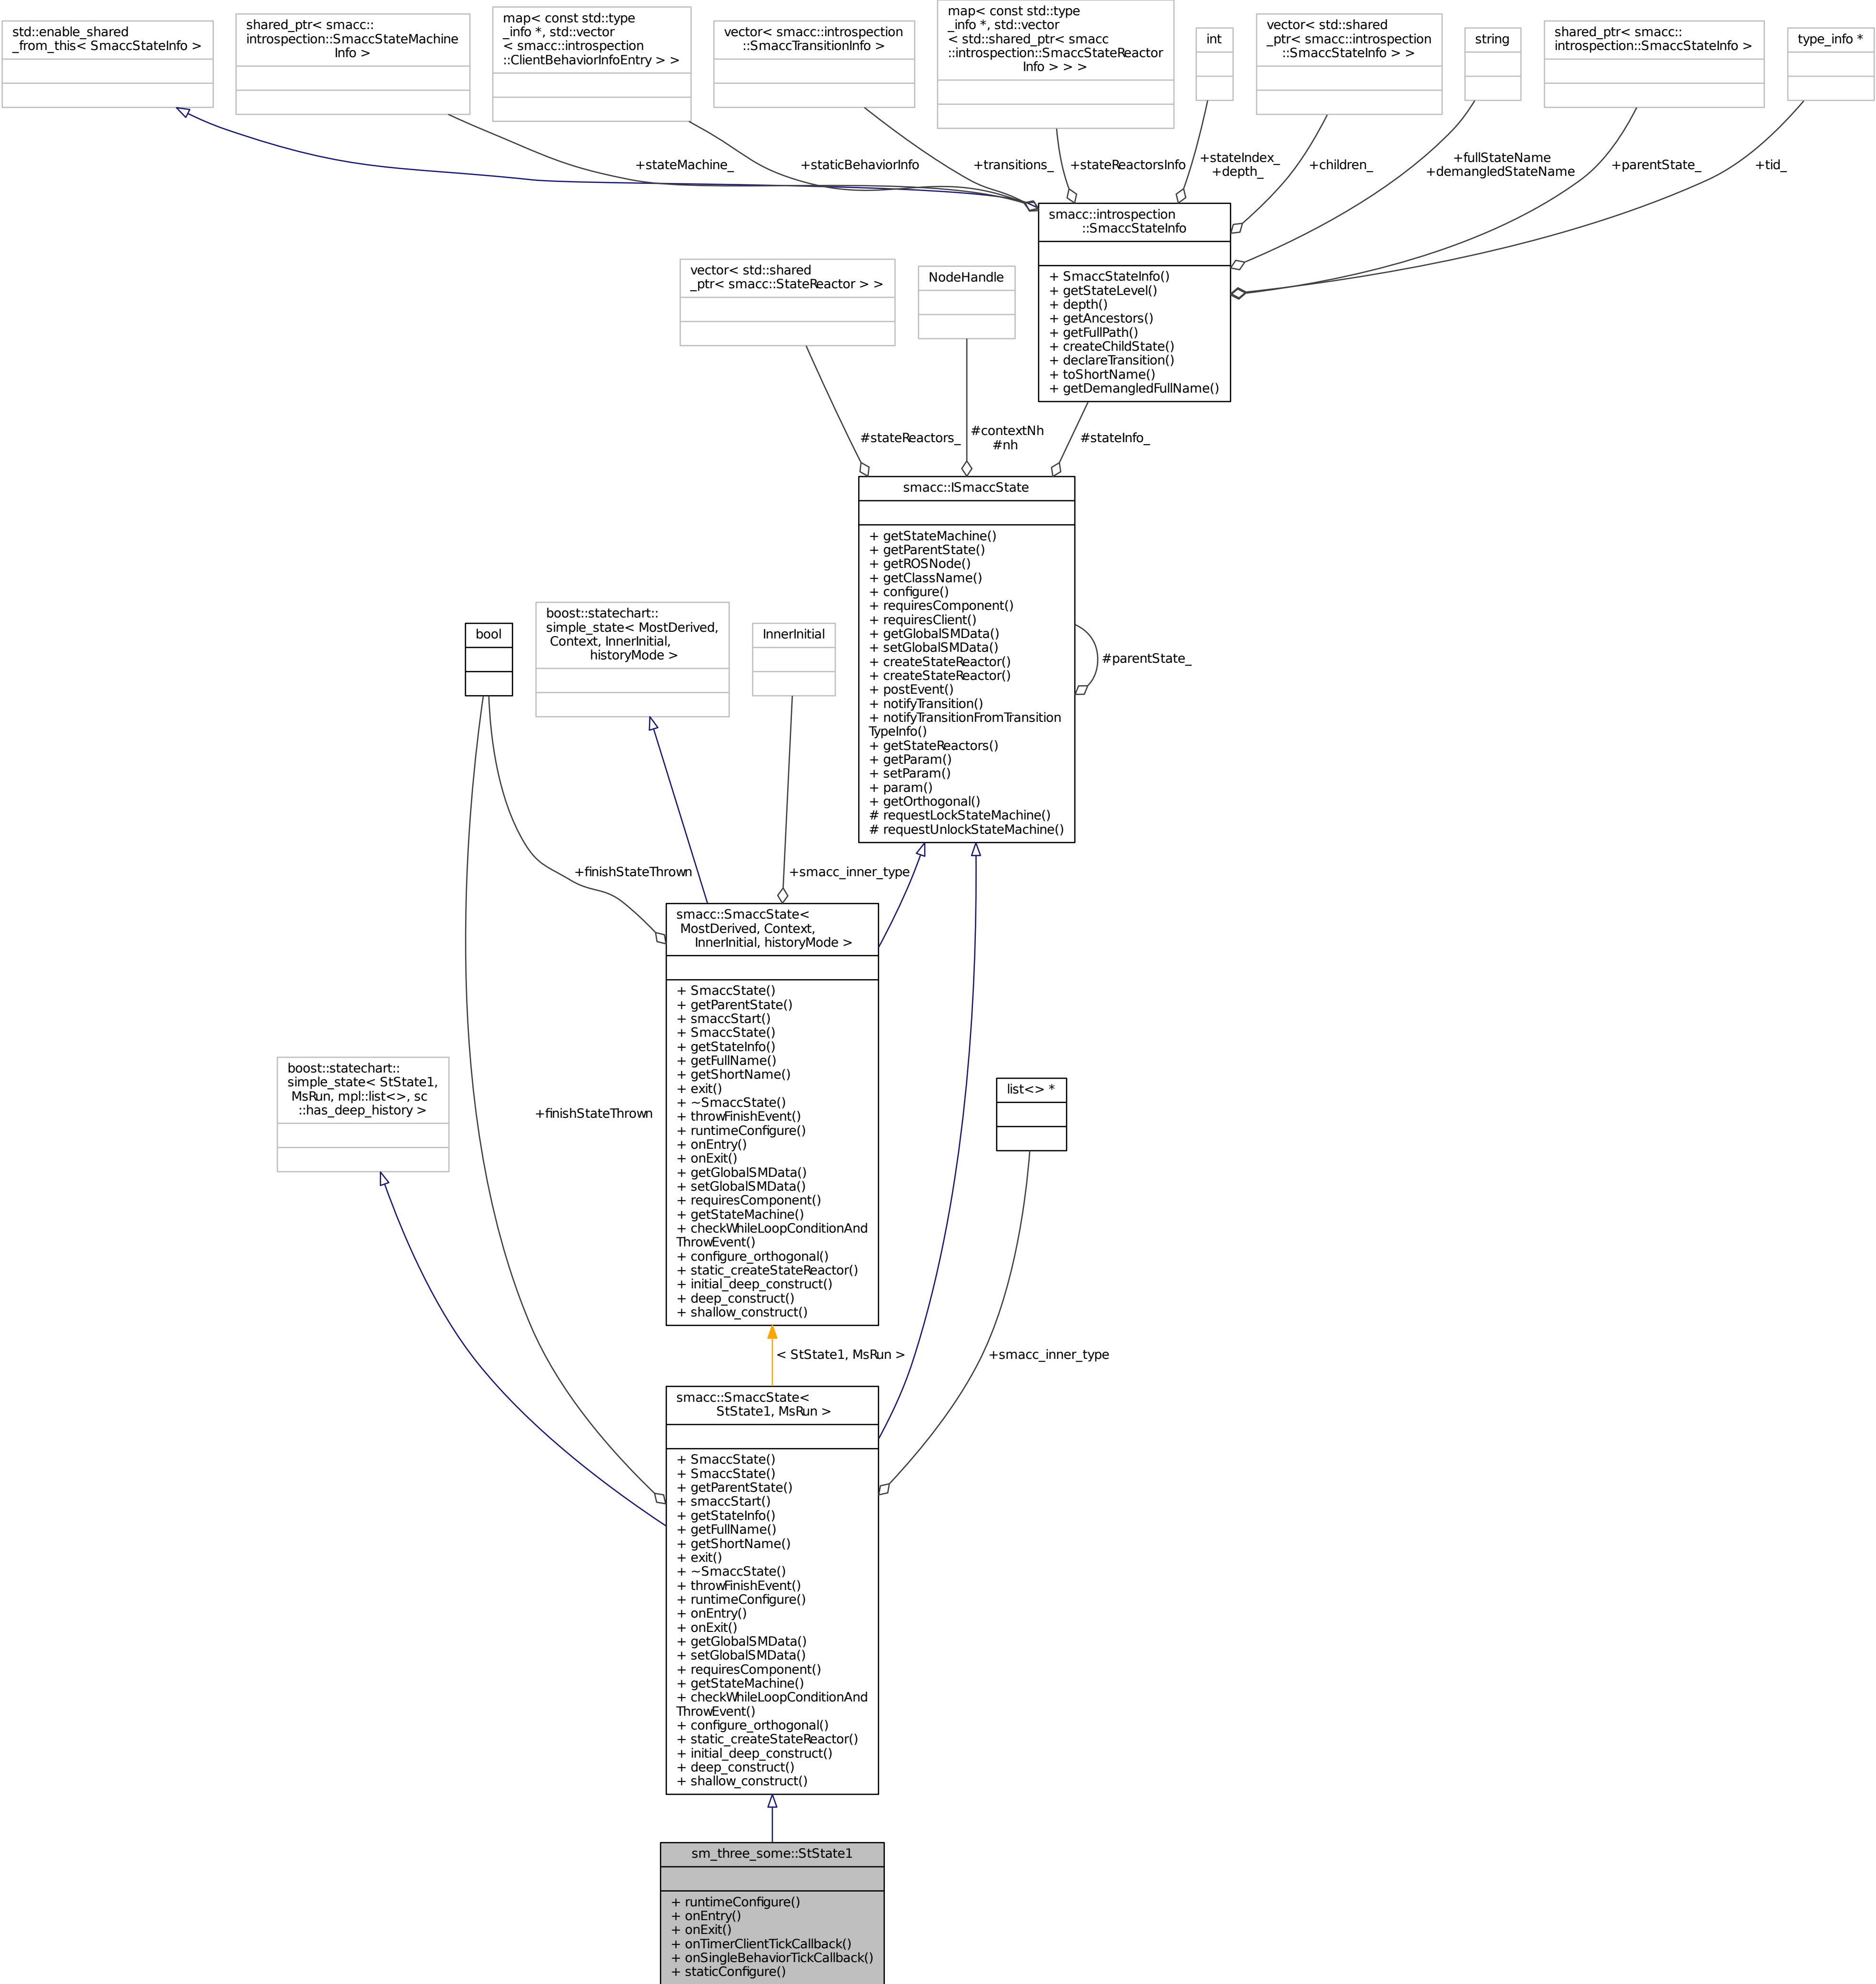 std::enable_shared
_from_this< SmaccStateInfo >
shared_ptr< smacc::
introspection::SmaccStateMachine
Info >
map< const std::type
_info *, std::vector
< smacc::introspection
::ClientBehaviorInfoEntry > >
vector< smacc::introspection
::SmaccTransitionInfo >
map< const std::type
_info *, std::vector
< std::shared_ptr< smacc
::introspection::SmaccStateReactor
Info > > >
int
vector< std::shared
_ptr< smacc::introspection
::SmaccStateInfo > >
string
shared_ptr< smacc::
introspection::SmaccStateInfo >
type_info *
+stateMachine_
+staticBehaviorInfo
+transitions_
+stateReactorsInfo
+stateIndex_
+depth_
+children_
+fullStateName
+demangledStateName
+parentState_
+tid_
smacc::introspection
::SmaccStateInfo
+ SmaccStateInfo()
+ getStateLevel()
+ depth()
+ getAncestors()
+ getFullPath()
+ createChildState()
+ declareTransition()
+ toShortName()
+ getDemangledFullName()
vector< std::shared
_ptr< smacc::StateReactor > >
NodeHandle
#stateReactors_
#contextNh
#nh
#stateInfo_
smacc::ISmaccState
+ getStateMachine()
+ getParentState()
+ getROSNode()
+ getClassName()
+ configure()
+ requiresComponent()
+ requiresClient()
+ getGlobalSMData()
+ setGlobalSMData()
+ createStateReactor()
+ createStateReactor()
+ postEvent()
+ notifyTransition()
+ notifyTransitionFromTransition
TypeInfo()
+ getStateReactors()
+ getParam()
+ setParam()
+ param()
+ getOrthogonal()
# requestLockStateMachine()
# requestUnlockStateMachine()
#parentState_
bool
boost::statechart::
simple_state< MostDerived,
Context, InnerInitial,
historyMode >
InnerInitial
+finishStateThrown
+smacc_inner_type
smacc::SmaccState<
MostDerived, Context,
InnerInitial, historyMode >
+ SmaccState()
+ getParentState()
+ smaccStart()
+ SmaccState()
+ getStateInfo()
+ getFullName()
+ getShortName()
+ exit()
+ ~SmaccState()
+ throwFinishEvent()
+ runtimeConfigure()
+ onEntry()
+ onExit()
+ getGlobalSMData()
+ setGlobalSMData()
+ requiresComponent()
+ getStateMachine()
+ checkWhileLoopConditionAnd
ThrowEvent()
+ configure_orthogonal()
+ static_createStateReactor()
+ initial_deep_construct()
+ deep_construct()
+ shallow_construct()
boost::statechart::
simple_state< StState1,
MsRun, mpl::list<>, sc
::has_deep_history >
+finishStateThrown
list<> *
< StState1, MsRun >
+smacc_inner_type
smacc::SmaccState<
StState1, MsRun >
+ SmaccState()
+ SmaccState()
+ getParentState()
+ smaccStart()
+ getStateInfo()
+ getFullName()
+ getShortName()
+ exit()
+ ~SmaccState()
+ throwFinishEvent()
+ runtimeConfigure()
+ onEntry()
+ onExit()
+ getGlobalSMData()
+ setGlobalSMData()
+ requiresComponent()
+ getStateMachine()
+ checkWhileLoopConditionAnd
ThrowEvent()
+ configure_orthogonal()
+ static_createStateReactor()
+ initial_deep_construct()
+ deep_construct()
+ shallow_construct()
sm_three_some::StState1
+ runtimeConfigure()
+ onEntry()
+ onExit()
+ onTimerClientTickCallback()
+ onSingleBehaviorTickCallback()
+ staticConfigure()